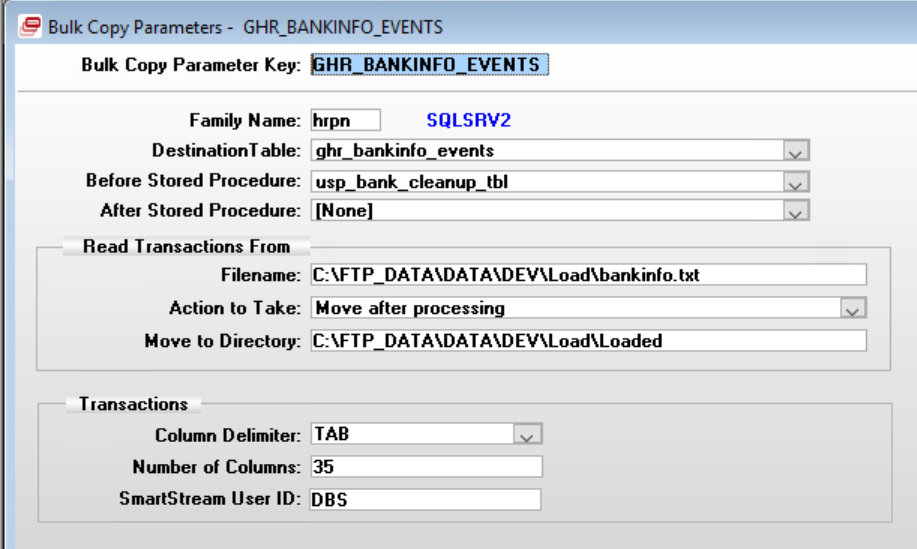 Bulk Copy Parameters - GHR_BANKINFO_EVENTS
Bulk Copy Parameter Key: GHR_BANKINFO_EVENTS
Family Name: hrpn SQLSRV2
DestinationTable: ghr_bankinfo_events
Before Stored Procedure: usp_bank_cleanup_tbl
After Stored Procedure: [None]
Read Transactions From
Filename: C:\FTP_DATA\DATA\DEV\Load\bankinfo.txt
Action to Take: Move after processing
Move to Directory: C:\FTP_DATA\DATA\DEV\Load\Loaded
Transactions
Column Delimiter: TAB
Number of Columns: 35
SmartStream User ID: DBS